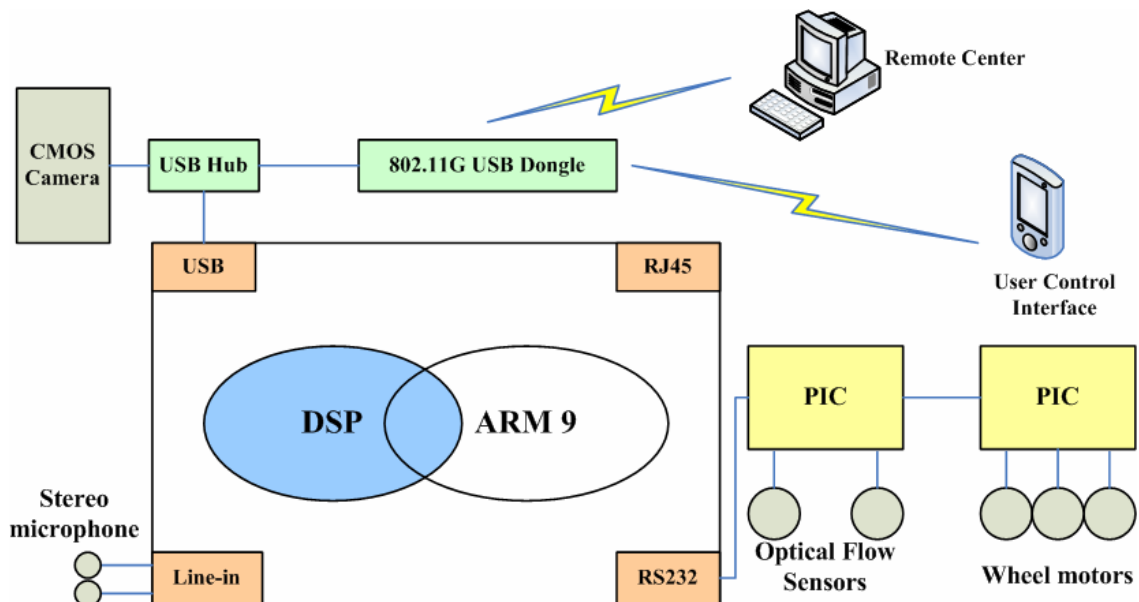 Remote Center
CMOS
Camera
USB Hub
802.11G USB Dongle
User Control
Interface
USB
RJ45
DSP
ARM 9
PIC
PIC
Stereo
microphone
Line-in
RS232
Optical Flow
Sensors
Wheel motors